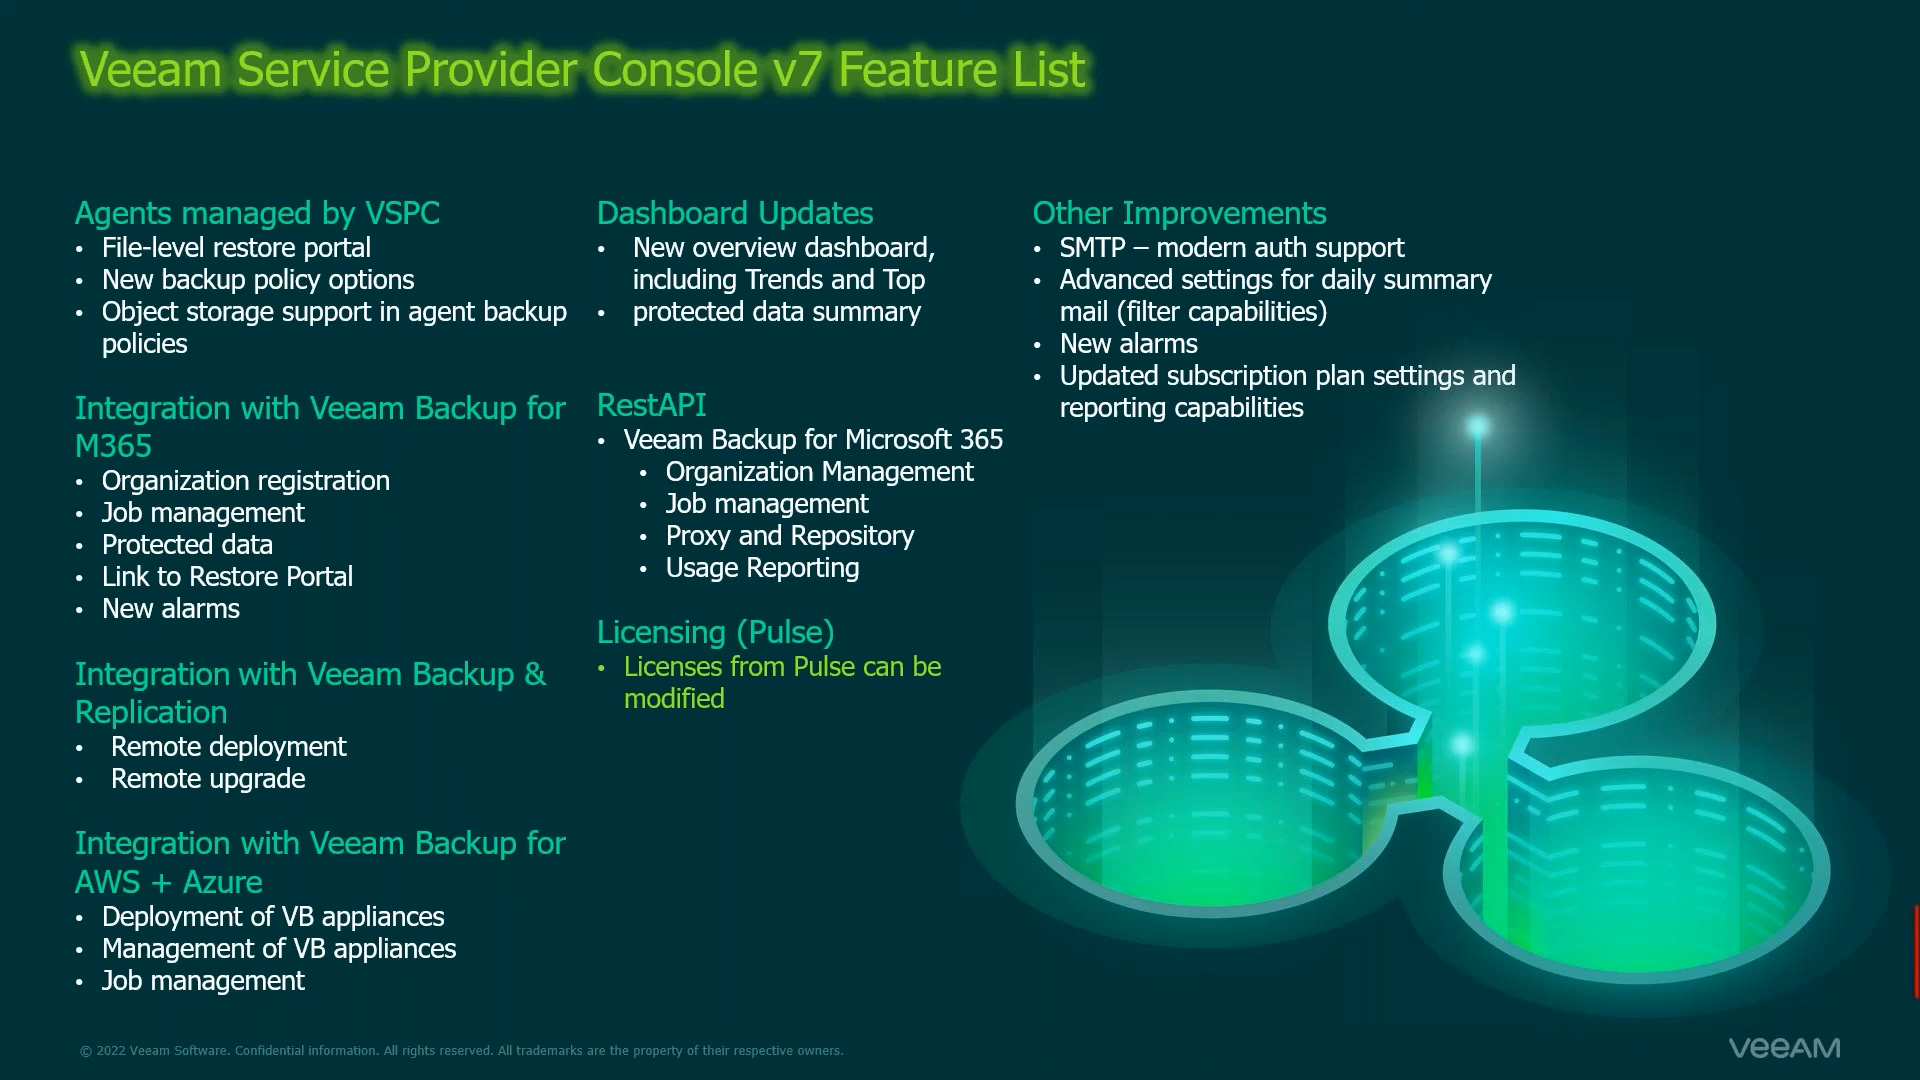 Veeam Service Provider Console v7 Feature List
Agents managed by VSPC
• File-level restore portal
• New backup policy options
• Object storage support in agent backup
policies
Integration with Veeam Backup for
M365
• Organization registration
• Job management
• Protected data
• Link to Restore Portal
• New alarms
Integration with Veeam Backup &
Replication
• Remote deployment
• Remote upgrade
Integration with Veeam Backup for
AWS + Azure
• Deployment of VB appliances
• Management of VB appliances
• Job management
Dashboard Updates
• New overview dashboard,
including Trends and Top
• protected data summary
RestAPI
• Veeam Backup for Microsoft 365
• Organization Management
• Job management
• Proxy and Repository
• Usage Reporting
Licensing (Pulse)
• Licenses from Pulse can be
modified
Other Improvements
• SMTP – modern auth support
• Advanced settings for daily summary
mail (filter capabilities)
• New alarms
• Updated subscription plan settings and
reporting capabilities
© 2022 Veeam Software. Confidential information. All rights reserved. All trademarks are the property of their respective owners.
veeAM